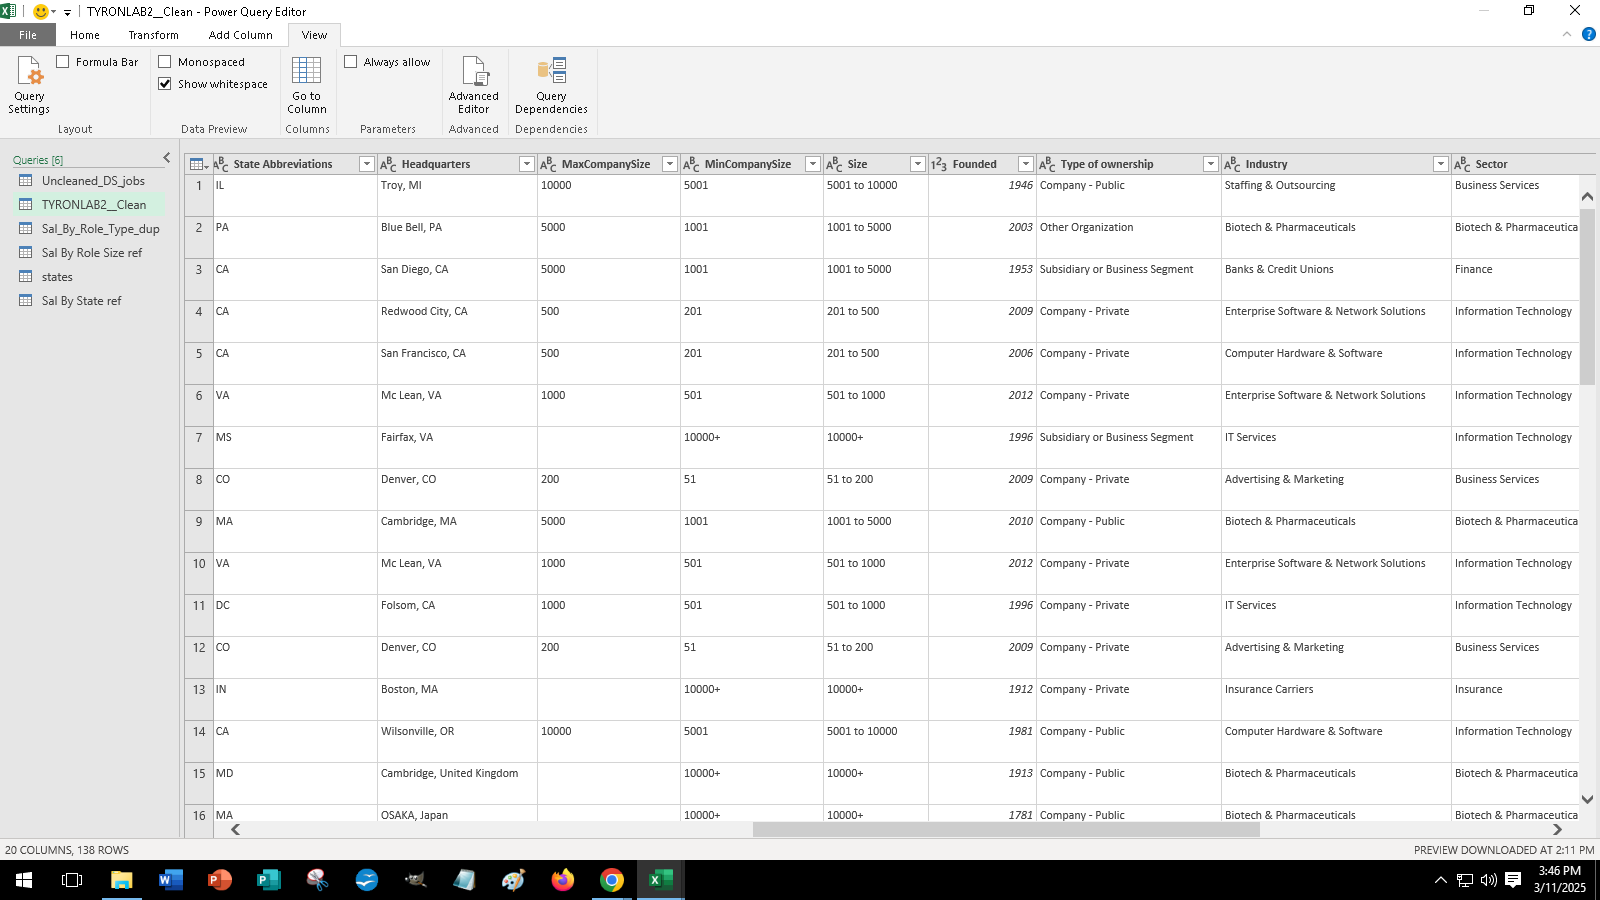 TYRONLAB2__Clean - Power Query Editor
File Home Transform Add Column View
Query Settings
Formula Bar
Layout
Monospaced
Show whitespace
Data Preview
Go to Column
Columns
Always allow
Parameters
Advanced Editor
Advanced
Query Dependencies
Dependencies
Queries [6]
Uncleaned_DS_jobs
TYRONLAB2__Clean
Sal_By_Role_Type_dup
Sal By Role Size ref
states
Sal By State ref
State Abbreviations Headquarters MaxCompanySize MinCompanySize Size Founded Type of ownership Industry Sector
1 IL Troy, MI 10000 5001 5001 to 10000 1946 Company - Public Staffing & Outsourcing Business Services
2 PA Blue Bell, PA 5000 1001 1001 to 5000 2003 Other Organization Biotech & Pharmaceuticals Biotech & Pharmaceutica
3 CA San Diego, CA 5000 1001 1001 to 5000 1953 Subsidiary or Business Segment Banks & Credit Unions Finance
4 CA Redwood City, CA 500 201 201 to 500 2009 Company - Private Enterprise Software & Network Solutions Information Technology
5 CA San Francisco, CA 500 201 201 to 500 2006 Company - Private Computer Hardware & Software Information Technology
6 VA Mc Lean, VA 1000 501 501 to 1000 2012 Company - Private Enterprise Software & Network Solutions Information Technology
7 MS Fairfax, VA 10000+ 10000+ 1996 Subsidiary or Business Segment IT Services Information Technology
8 CO Denver, CO 200 51 51 to 200 2009 Company - Private Advertising & Marketing Business Services
9 MA Cambridge, MA 5000 1001 1001 to 5000 2010 Company - Public Biotech & Pharmaceuticals Biotech & Pharmaceutica
10 VA Mc Lean, VA 1000 501 501 to 1000 2012 Company - Private Enterprise Software & Network Solutions Information Technology
11 DC Folsom, CA 1000 501 501 to 1000 1996 Company - Private IT Services Information Technology
12 CO Denver, CO 200 51 51 to 200 2009 Company - Private Advertising & Marketing Business Services
13 IN Boston, MA 10000+ 10000+ 1912 Company - Private Insurance Carriers Insurance
14 CA Wilsonville, OR 10000 5001 5001 to 10000 1981 Company - Public Computer Hardware & Software Information Technology
15 MD Cambridge, United Kingdom 10000+ 10000+ 1913 Company - Public Biotech & Pharmaceuticals Biotech & Pharmaceutica
16 MA OSAKA, Japan 10000+ 10000+ 1781 Company - Public Biotech & Pharmaceuticals Biotech & Pharmaceutica
20 COLUMNS, 138 ROWS
PREVIEW DOWNLOADED AT 2:11 PM
3:46 PM
3/11/2025